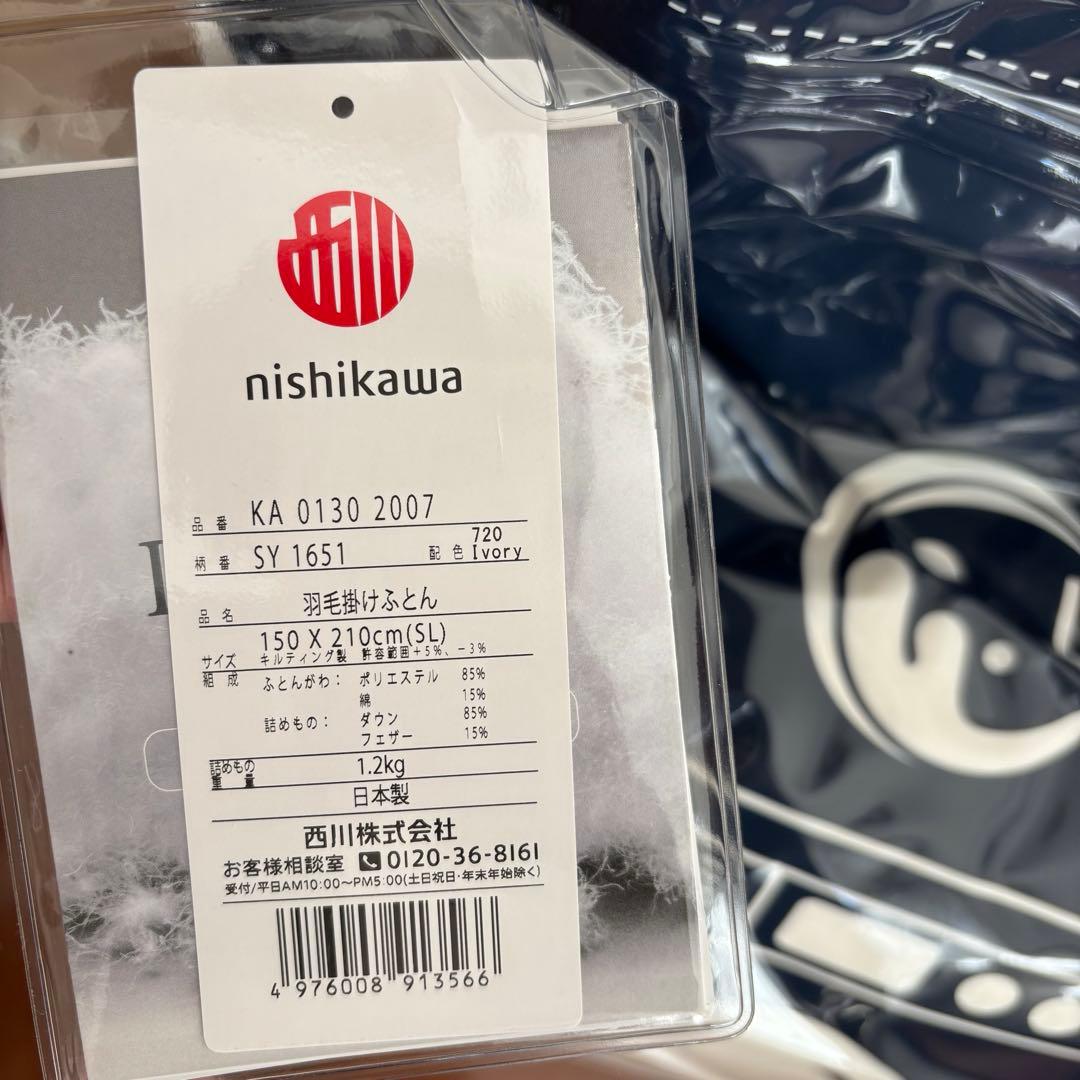 西川
nishikawa
品番 KA 0130 2007
柄番 SY 1651 配色 720 Ivory
品名 羽毛掛けふとん
サイズ 150 X 210cm(SL)
キルティング製 許容範囲+5%、-3%
組成 ふとんがわ: ポリエステル 85%
綿 15%
詰めもの: ダウン 85%
フェザー 15%
詰めもの重量 1.2kg
日本製
西川株式会社
お客様相談室 0120-36-8161
受付/平日AM10:00〜PM5:00(土日祝日・年末年始除く)
4 976008 913566